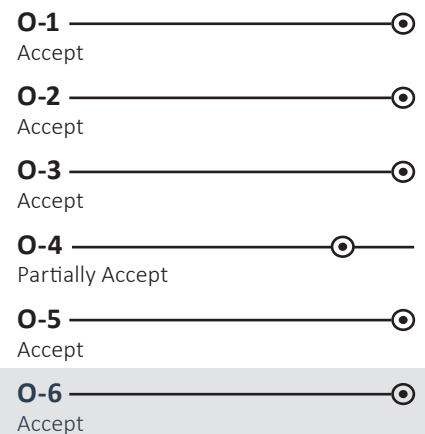 O-1
Accept
O-2
Accept
O-3
Accept
O-4
Partially Accept
O-5
Accept
O-6
Accept